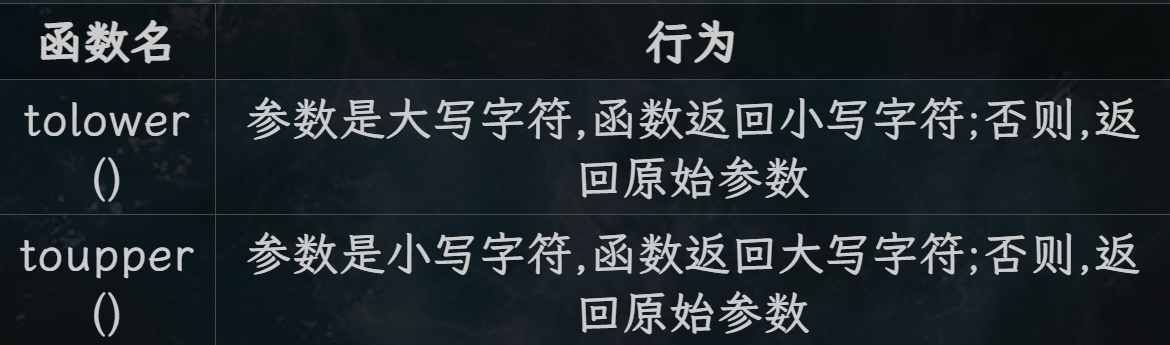 函数名
行为
tolower
()
参数是大写字符,函数返回小写字符;否则,返
回原始参数
toupper
()
参数是小写字符,函数返回大写字符;否则,返
回原始参数